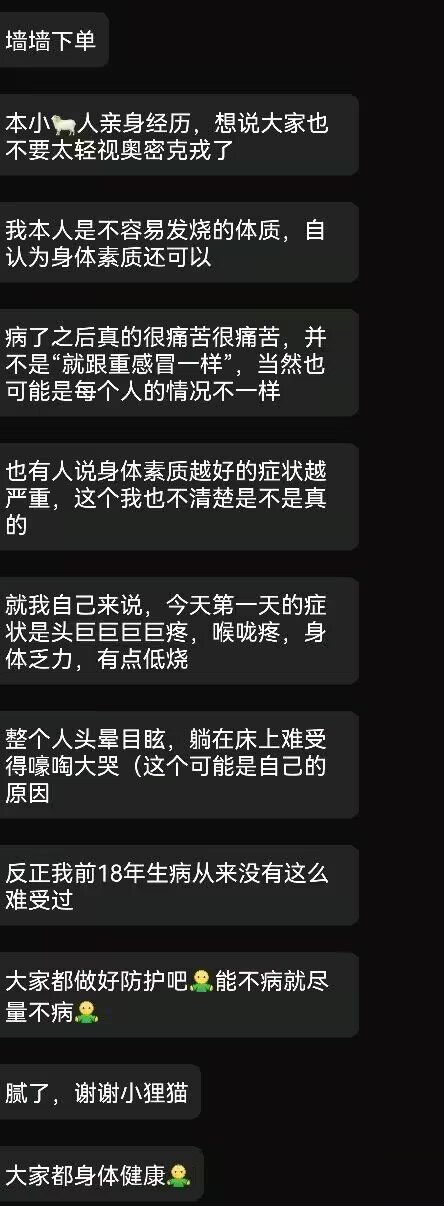 墙墙下单
本小🐑人亲身经历，想说大家也
不要太轻视奥密克戎了
我本人是不容易发烧的体质，自
认为身体素质还可以
病了之后真的很痛苦很痛苦，并
不是“就跟重感冒一样”，当然也
可能是每个人的情况不一样
也有人说身体素质越好的症状越
严重，这个我也不清楚是不是真
的
就我自己来说，今天第一天的症
状是头巨巨巨巨疼，喉咙疼，身
体乏力，有点低烧
整个人头晕目眩，躺在床上难受
得嚎啕大哭（这个可能是自己的
原因
反正我前18年生病从来没有这么
难受过
大家都做好防护吧能不病就尽
量不病
腻了，谢谢小狸猫
大家都身体健康